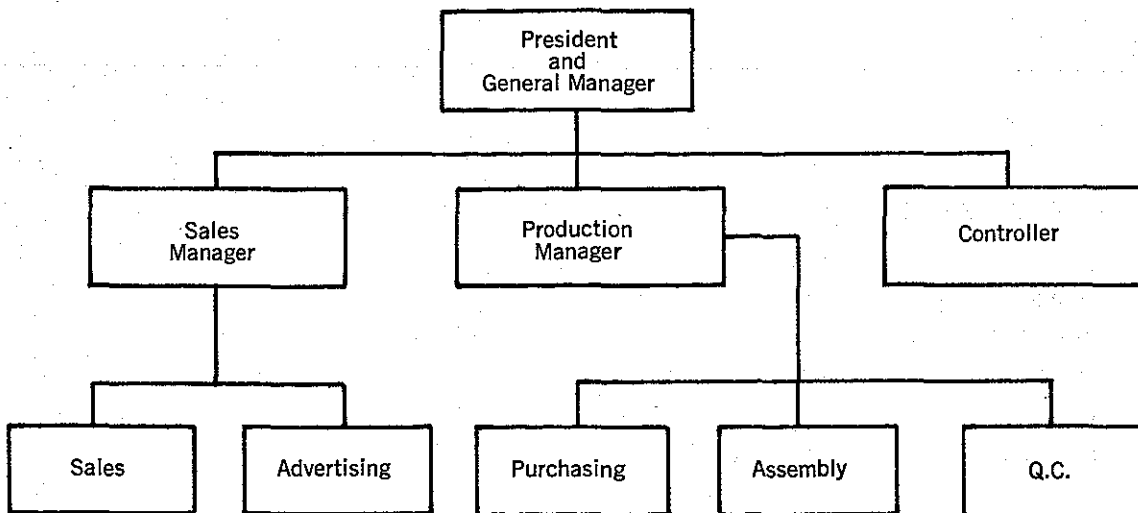 President
and
General Manager
Sales
Manager
Production
Manager
Controller
Sales
Advertising
Purchasing
Assembly
Q.C.